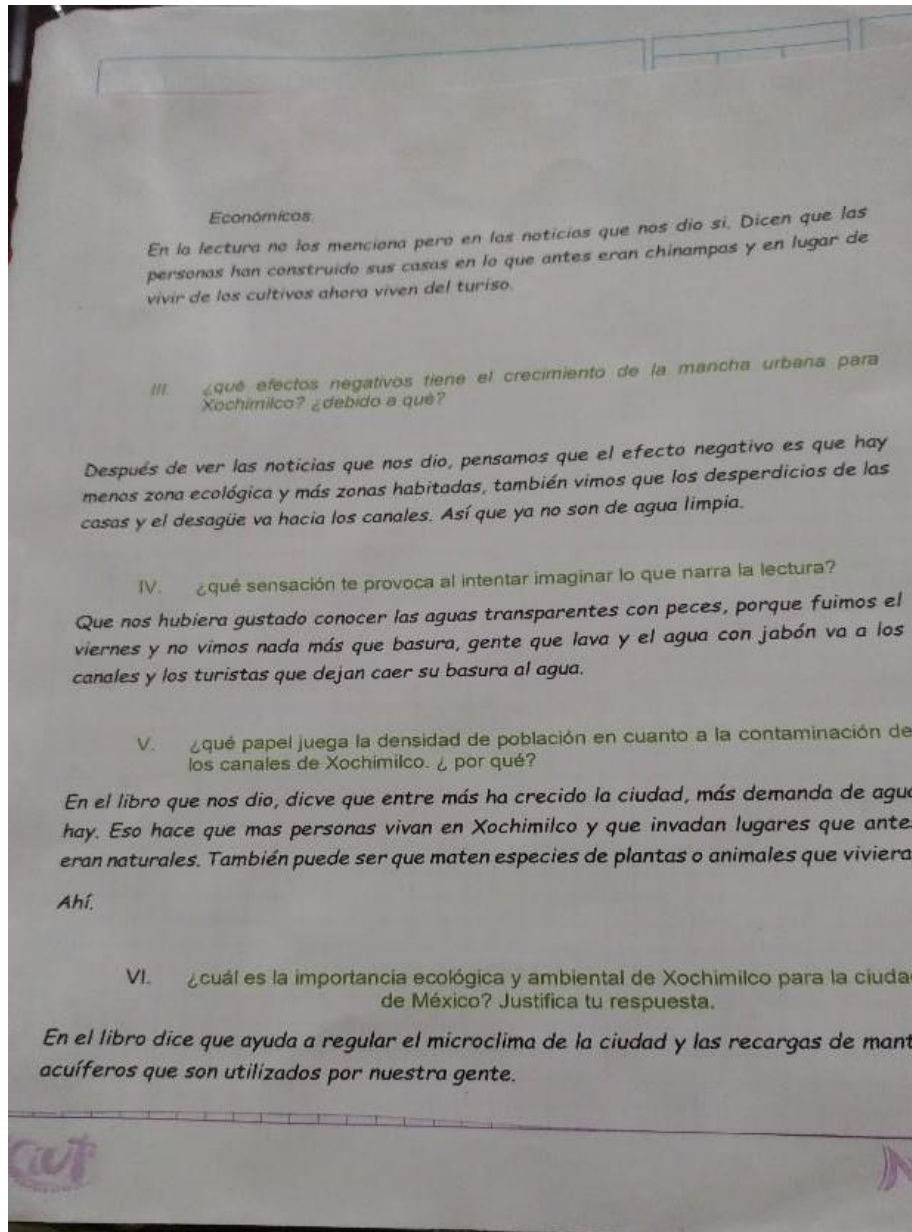 Económicos.
En la lectura no los menciona pero en las noticias que nos dio si. Dicen que las
personas han construido sus casas en lo que antes eran chinampas y en lugar de
vivir de los cultivos ahora viven del turiso.
III. ¿qué efectos negativos tiene el crecimiento de la mancha urbana para
Xochimilco? ¿debido a qué?
Después de ver las noticias que nos dio, pensamos que el efecto negativo es que hay
menos zona ecológica y más zonas habitadas, también vimos que los desperdicios de las
casas y el desagüe va hacia los canales. Así que ya no son de agua limpia.
IV. ¿qué sensación te provoca al intentar imaginar lo que narra la lectura?
Que nos hubiera gustado conocer las aguas transparentes con peces, porque fuimos el
viernes y no vimos nada más que basura, gente que lava y el agua con jabón va a los
canales y los turistas que dejan caer su basura al agua.
V. ¿qué papel juega la densidad de población en cuanto a la contaminación de
los canales de Xochimilco. ¿ por qué?
En el libro que nos dio, dicve que entre más ha crecido la ciudad, más demanda de agua
hay. Eso hace que mas personas vivan en Xochimilco y que invadan lugares que ante
eran naturales. También puede ser que maten especies de plantas o animales que viviera
Ahí.
VI. ¿cuál es la importancia ecológica y ambiental de Xochimilco para la ciuda
de México? Justifica tu respuesta.
En el libro dice que ayuda a regular el microclima de la ciudad y las recargas de mant
acuíferos que son utilizados por nuestra gente.